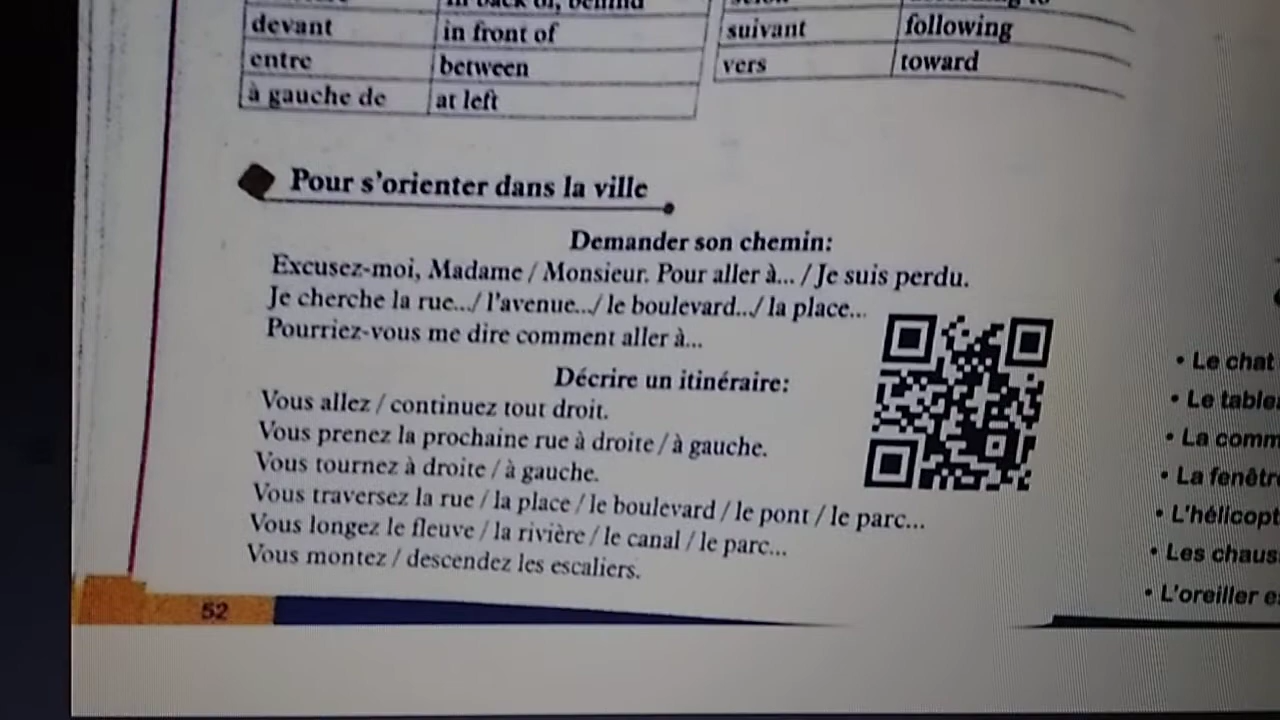 in back of, behind
devant in front of
entre between
à gauche de at left
suivant following
vers toward
Pour s'orienter dans la ville
Demander son chemin:
Excusez-moi, Madame / Monsieur. Pour aller à... / Je suis perdu.
Je cherche la rue.../ l'avenue.../ le boulevard.../ la place...
Pourriez-vous me dire comment aller à...
Décrire un itinéraire:
Vous allez / continuez tout droit.
Vous prenez la prochaine rue à droite / à gauche.
Vous tournez à droite / à gauche.
Vous traversez la rue / la place / le boulevard / le pont / le parc...
Vous longez le fleuve / la rivière / le canal / le parc...
Vous montez / descendez les escaliers.
52
• Le chat
• Le table
• La comm
• La fenêtr
• L'hélicopt
• Les chaus
• L'oreiller e